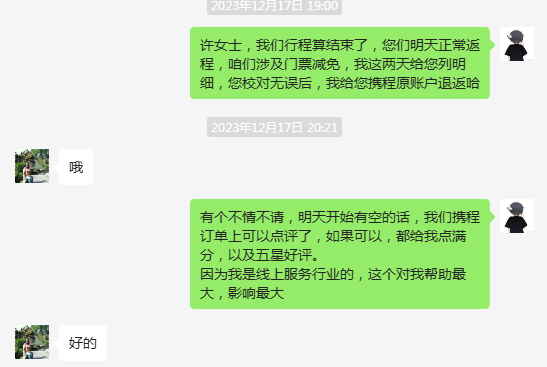 2023年12月17日 19:00
许女士，我们行程算结束了，您们明天正常返
程，咱们涉及门票减免，我这两天给您列明
细，您校对无误后，我给您携程原账户退返哈
2023年12月17日 20:21
哦
有个不情不请，明天开始有空的话，我们携程
订单上可以点评了，如果可以，都给我点满
分，以及五星好评。
因为我是线上服务行业的，这个对我帮助最
大，影响最大
好的